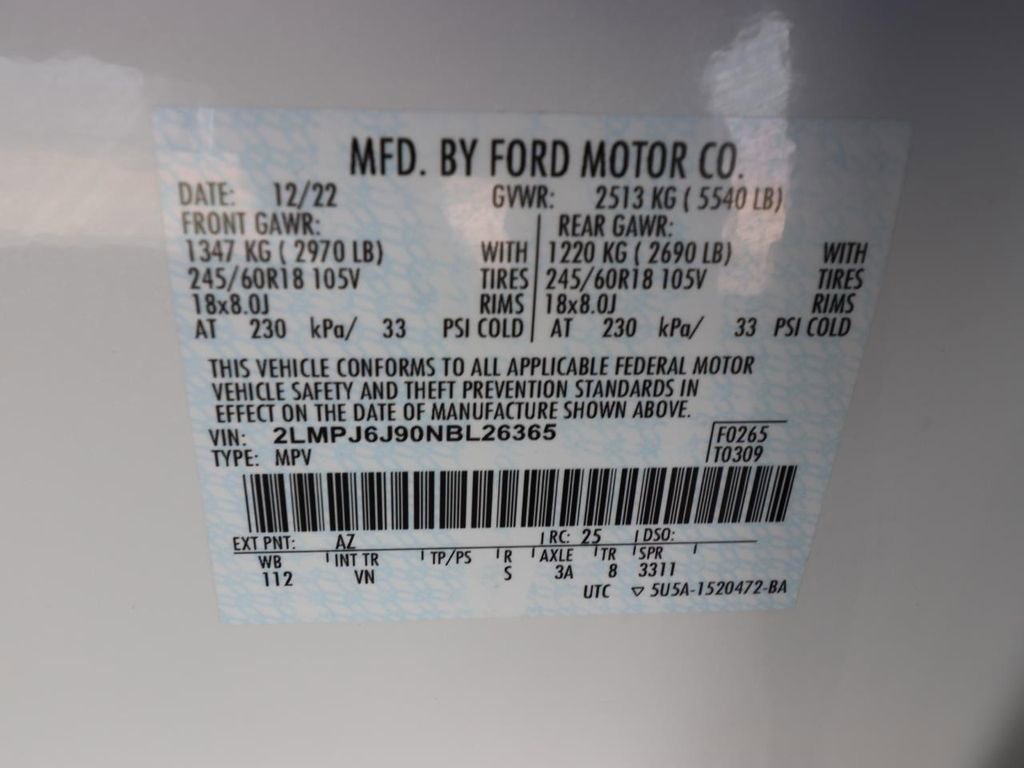 MFD. BY FORD MOTOR CO.
DATE: 12/22 GVWR: 2513 KG ( 5540 LB)
FRONT GAWR: REAR GAWR:
1347 KG ( 2970 LB) WITH 1220 KG ( 2690 LB) WITH
245/60R18 105V TIRES 245/60R18 105V TIRES
18x8.0J RIMS 18x8.0J RIMS
AT 230 kPa/ 33 PSI COLD AT 230 kPa/ 33 PSI COLD
THIS VEHICLE CONFORMS TO ALL APPLICABLE FEDERAL MOTOR
VEHICLE SAFETY AND THEFT PREVENTION STANDARDS IN
EFFECT ON THE DATE OF MANUFACTURE SHOWN ABOVE.
VIN: 2LMPJ6J90NBL26365 F0265
TYPE: MPV T0309
EXT PNT: AZ RC: 25 DSO:
WB INT TR TP/PS R AXLE TR SPR
112 VN S 3A 8 3311
UTC ▽ 5U5A-1520472-BA